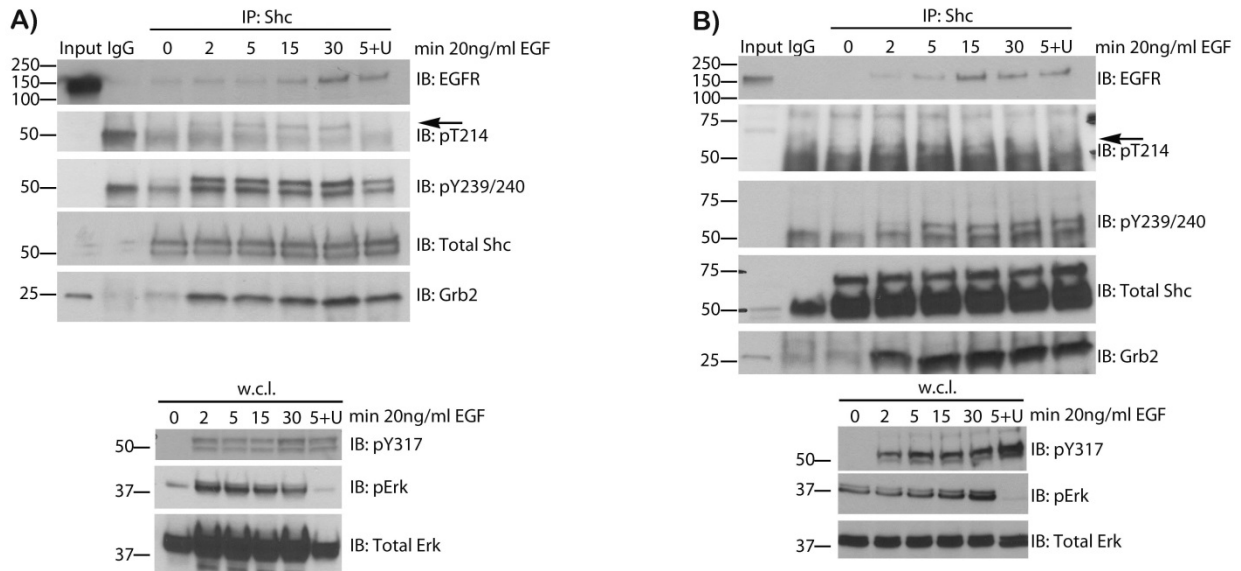 A)
IP: Shc
Input IgG 0 2 5 15 30 5+U min 20ng/ml EGF
250
150
100
IB: EGFR
50
IB: pT214
50
IB: pY239/240
50
IB: Total Shc
25
IB: Grb2
w.c.l.
0 2 5 15 30 5+U min 20ng/ml EGF
50
IB: pY317
37
IB: pErk
37
IB: Total Erk
B)
IP: Shc
Input IgG 0 2 5 15 30 5+U min 20ng/ml EGF
250
150
100
IB: EGFR
75
50
IB: pT214
75
50
IB: pY239/240
75
50
IB: Total Shc
25
IB: Grb2
w.c.l.
0 2 5 15 30 5+U min 20ng/ml EGF
50
IB: pY317
37
IB: pErk
37
IB: Total Erk